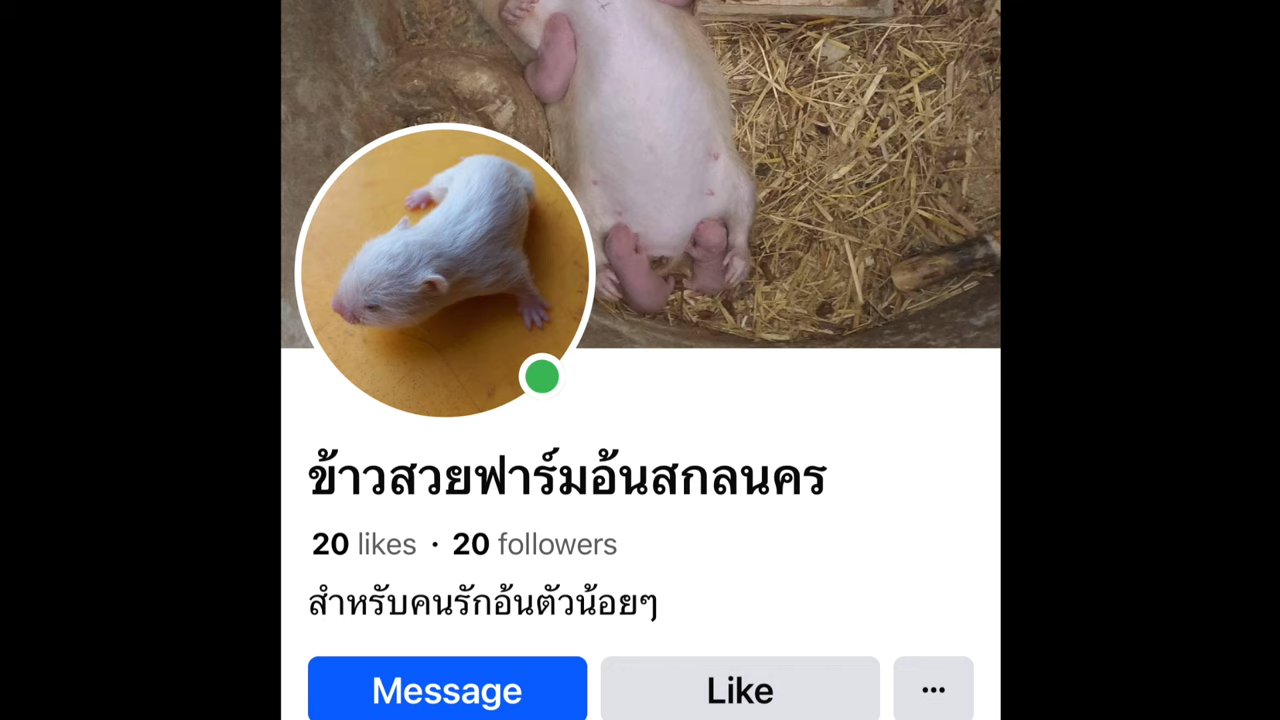 ข้าวสวยฟาร์มอ้นสกลนคร
20 likes · 20 followers
สำหรับคนรักอ้นตัวน้อยๆ
Message
Like
...